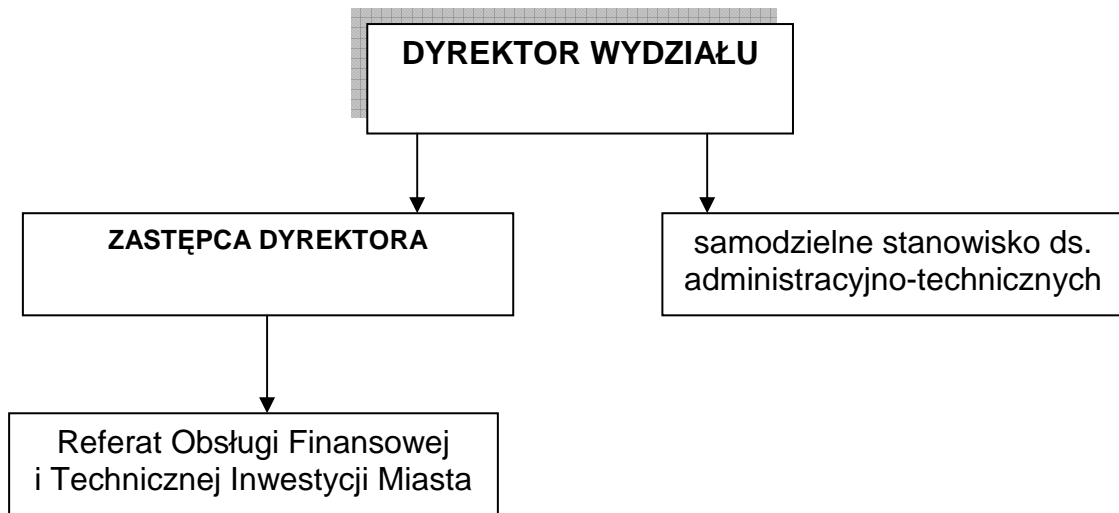 DYREKTOR WYDZIAŁU
ZASTĘPCA DYREKTORA
samodzielne stanowisko ds.
administracyjno-technicznych
Referat Obsługi Finansowej
i Technicznej Inwestycji Miasta